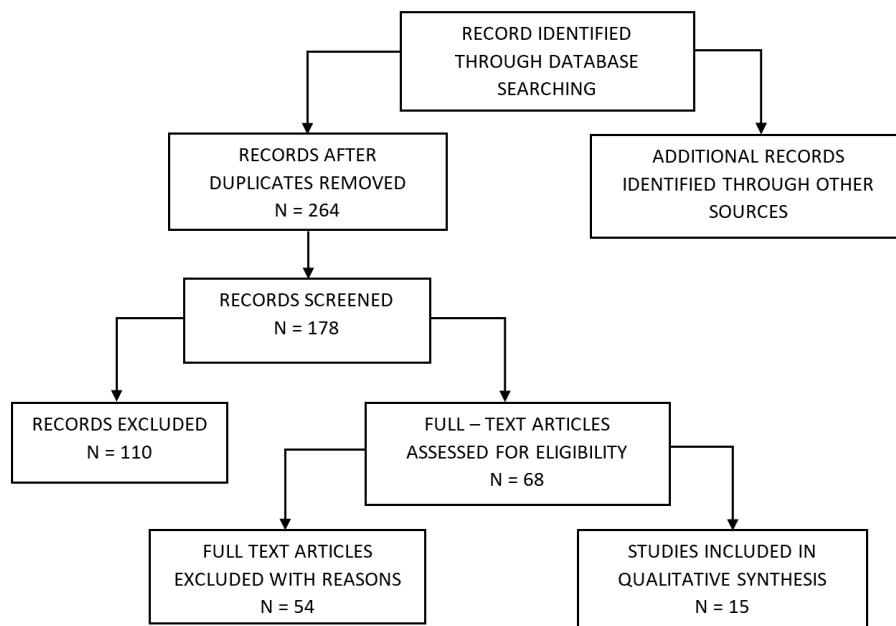 RECORD IDENTIFIED
THROUGH DATABASE
SEARCHING
RECORDS AFTER
DUPLICATES REMOVED
N = 264
ADDITIONAL RECORDS
IDENTIFIED THROUGH OTHER
SOURCES
RECORDS SCREENED
N = 178
RECORDS EXCLUDED
N = 110
FULL – TEXT ARTICLES
ASSESSED FOR ELIGIBILITY
N = 68
FULL TEXT ARTICLES
EXCLUDED WITH REASONS
N = 54
STUDIES INCLUDED IN
QUALITATIVE SYNTHESIS
N = 15